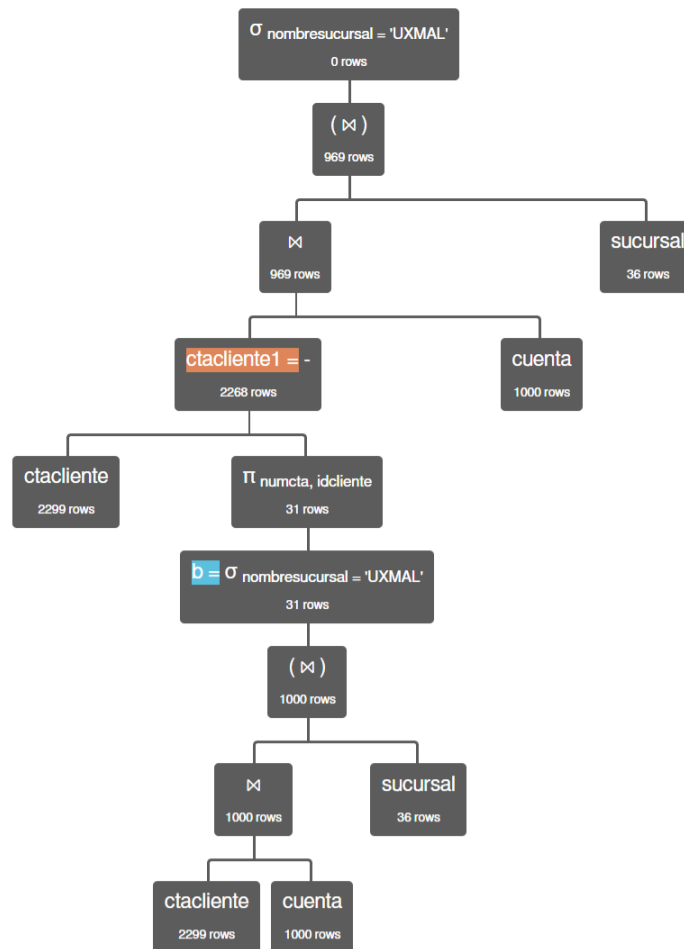 σ nombresucursal = 'UXMAL'
0 rows
( ⋈ )
969 rows
⋈
969 rows
sucursal
36 rows
ctacliente1 = -
2268 rows
cuenta
1000 rows
ctacliente
2299 rows
π numcta, idcliente
31 rows
b = σ nombresucursal = 'UXMAL'
31 rows
( ⋈ )
1000 rows
⋈
1000 rows
sucursal
36 rows
ctacliente
2299 rows
cuenta
1000 rows